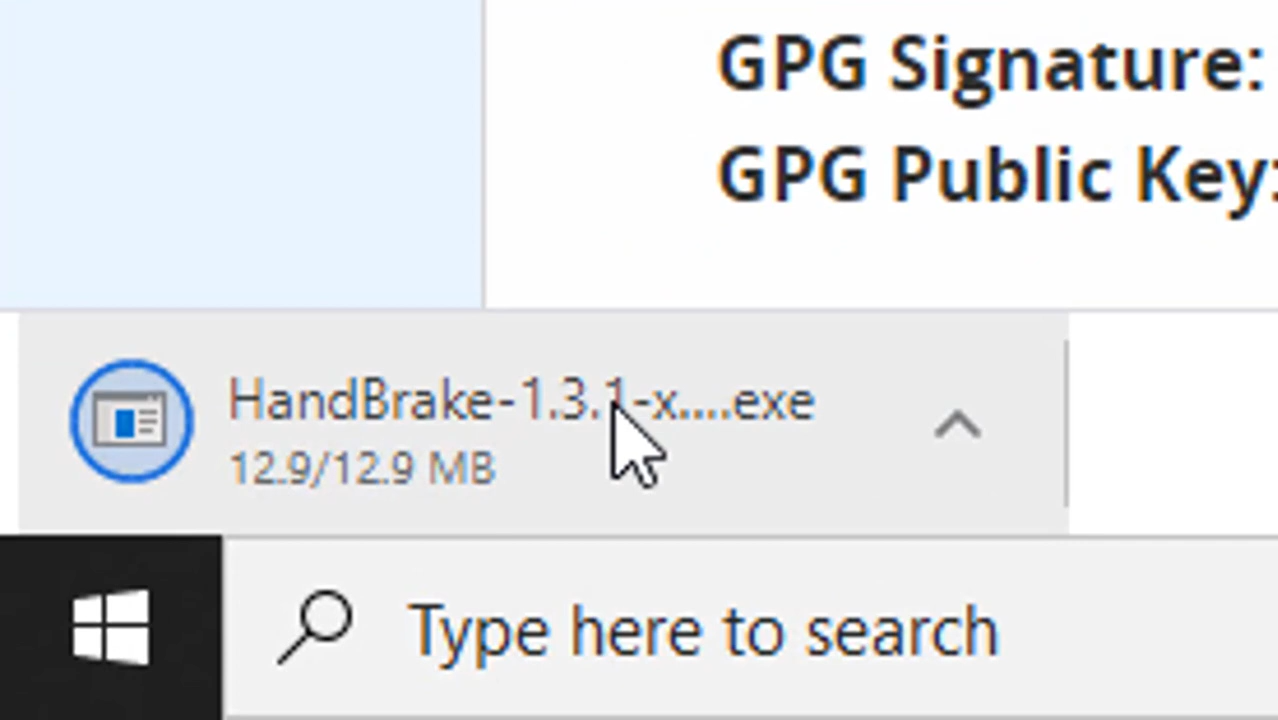 GPG Signature:
GPG Public Key:
HandBrake-1.3.1-x....exe
12.9/12.9 MB
Type here to search